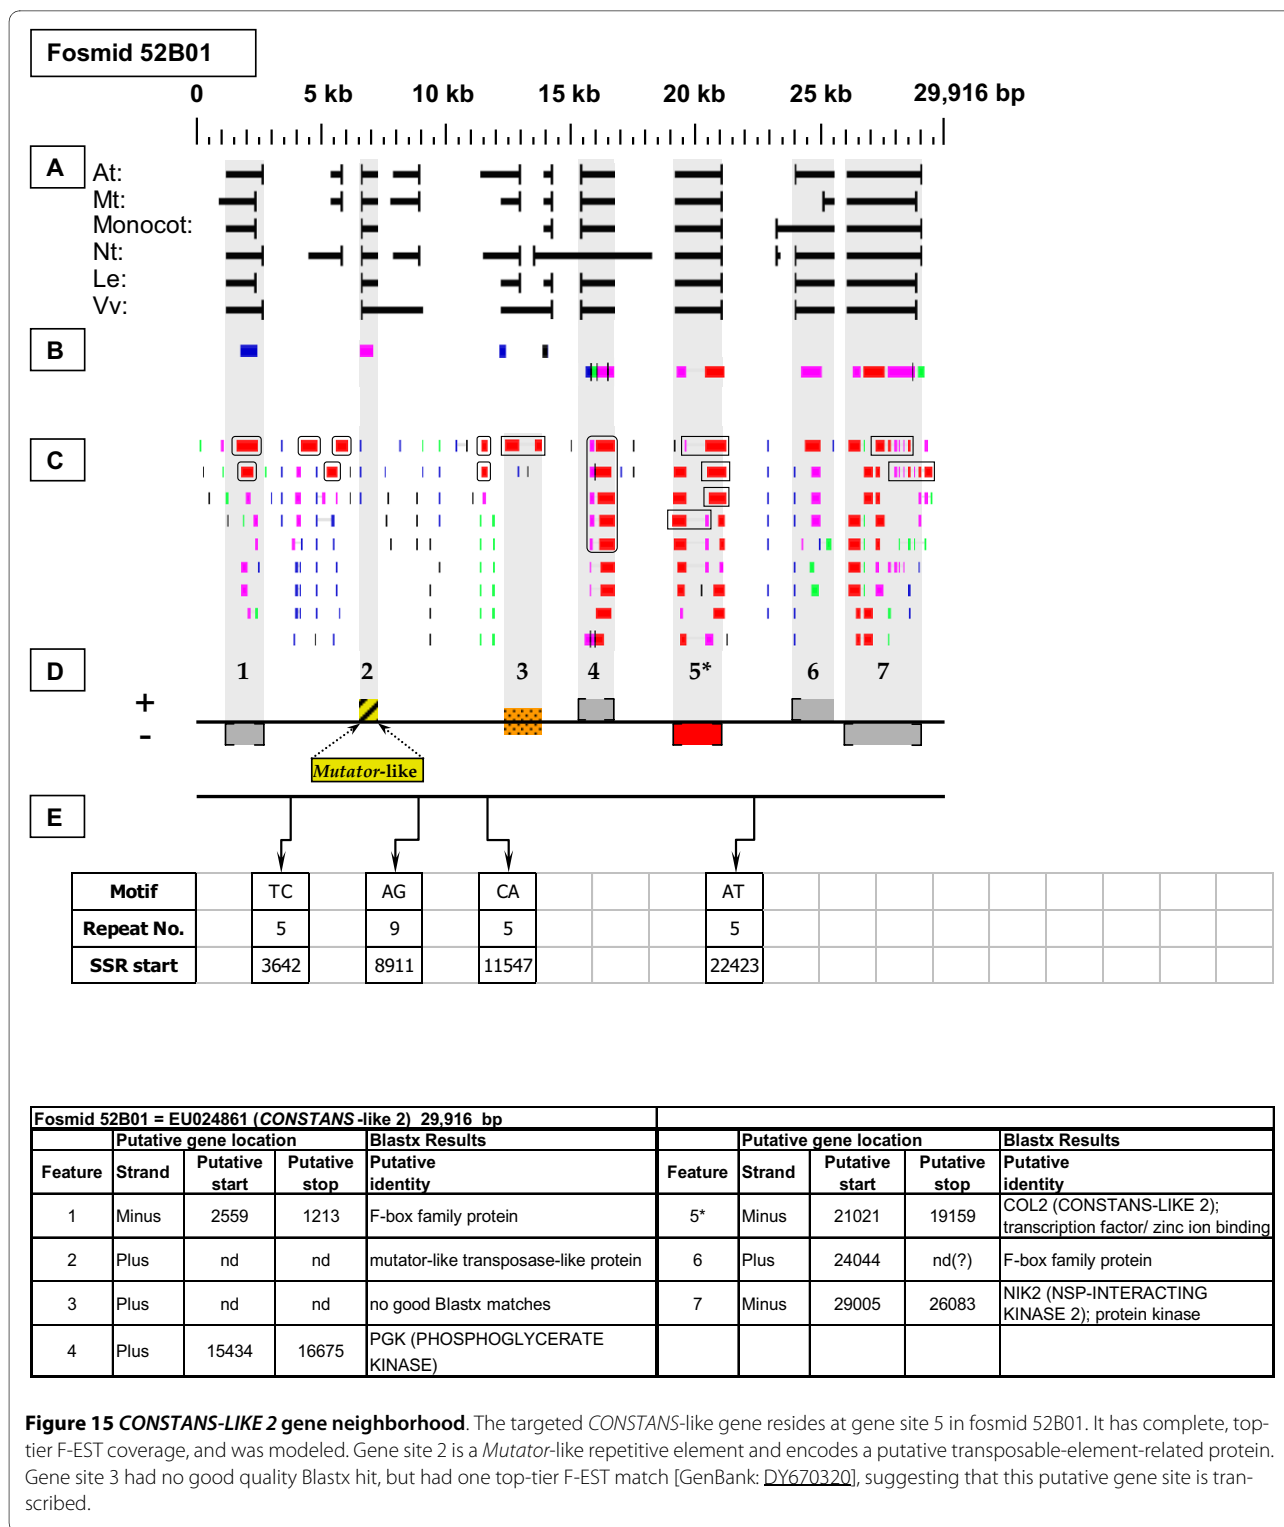 Fosmid 52B01
0 5 kb 10 kb 15 kb 20 kb 25 kb 29,916 bp
A
At:
Mt:
Monocot:
Nt:
Le:
Vv:
B
C
D 1 2 3 4 5* 6 7
+
-
Mutator-like
E
Motif TC AG CA AT
Repeat No. 5 9 5 5
SSR start 3642 8911 11547 22423
Fosmid 52B01 = EU024861 (CONSTANS-like 2) 29,916 bp
Putative gene location Blastx Results Putative gene location Blastx Results
Feature Strand Putative start Putative stop Putative identity Feature Strand Putative start Putative stop Putative identity
1 Minus 2559 1213 F-box family protein 5* Minus 21021 19159 COL2 (CONSTANS-LIKE 2); transcription factor/ zinc ion binding
2 Plus nd nd mutator-like transposase-like protein 6 Plus 24044 nd(?) F-box family protein
3 Plus nd nd no good Blastx matches 7 Minus 29005 26083 NIK2 (NSP-INTERACTING KINASE 2); protein kinase
4 Plus 15434 16675 PGK (PHOSPHOGLYCERATE KINASE)
Figure 15 CONSTANS-LIKE 2 gene neighborhood. The targeted CONSTANS-like gene resides at gene site 5 in fosmid 52B01. It has complete, top-
tier F-EST coverage, and was modeled. Gene site 2 is a Mutator-like repetitive element and encodes a putative transposable-element-related protein.
Gene site 3 had no good quality Blastx hit, but had one top-tier F-EST match [GenBank: DY670320], suggesting that this putative gene site is tran-
scribed.